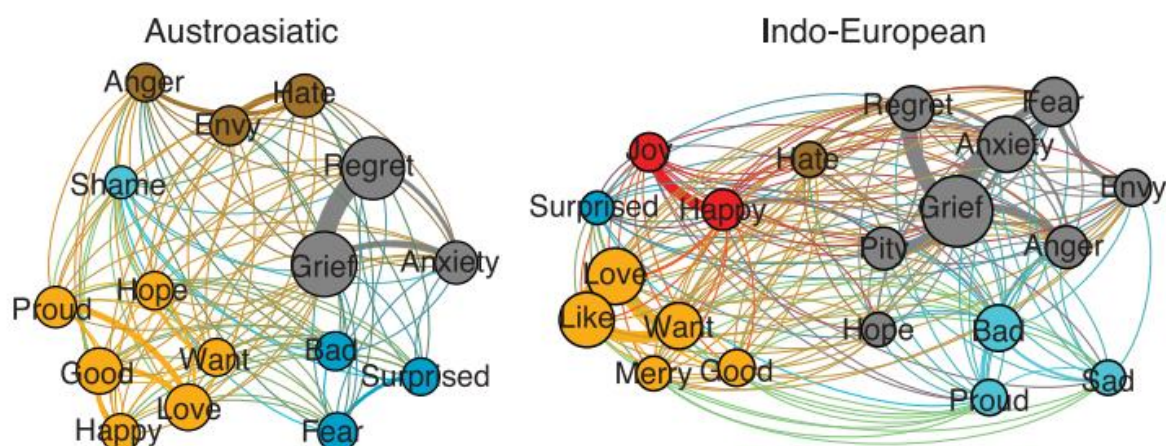 Austroasiatic
Anger
Hate
Envy
Regret
Shame
Grief
Anxiety
Hope
Proud
Bad
Want
Good
Surprised
Love
Happy
Fear
Indo-European
Regret
Fear
Joy
Hate
Anxiety
Envy
Surprised
Happy
Grief
Pity
Anger
Love
Like
Want
Hope
Bad
Merry
Good
Sad
Proud